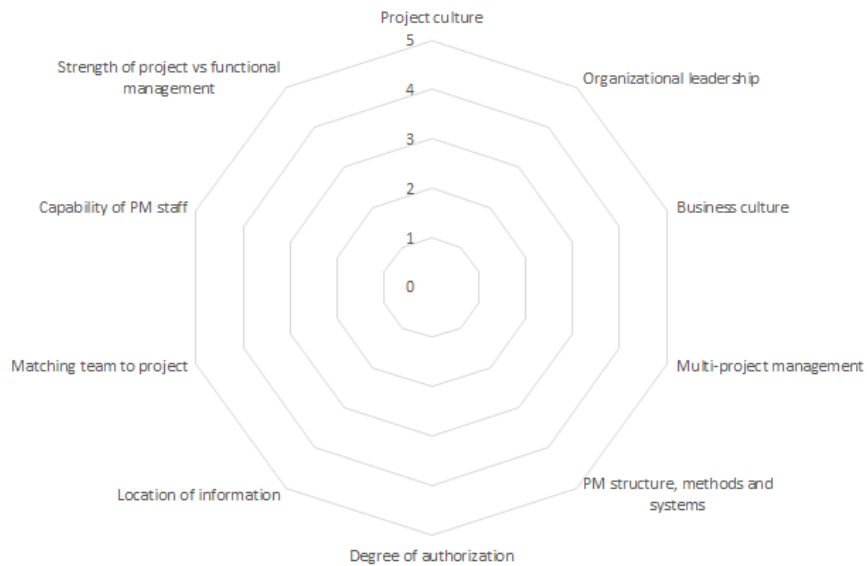 Project culture
5
Strength of project vs functional
management
Organizational leadership
4
3
Capability of PM staff
2
Business culture
1
0
Matching team to project
Multi-project management
Location of information
PM structure, methods and
systems
Degree of authorization